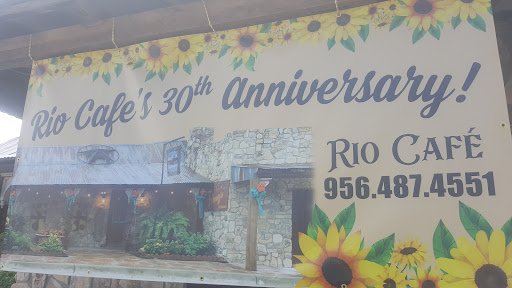 Rio Cafe's 30th Anniversary!
RIO CAFÉ
956.487.4551